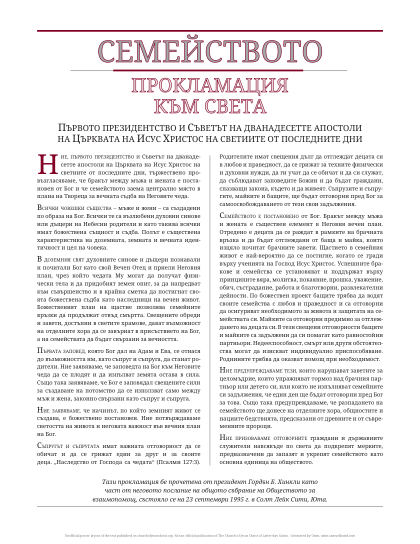 СЕМЕЙСТВОТО
ПРОКЛАМАЦИЯ
КЪМ СВЕТА
Първото президентство и Съветът на дванадесетте апостоли
на Църквата на Исус Христос на светиите от последните дни
Ние, първото президентство и Съветът на дванаде-
сетте апостоли на Църквата на Исус Христос на
светиите от последните дни, тържествено про-
възгласяваме, че бракът между мъжа и жената е поста-
новен от Бог и че семейството заема централно място в
плана на Твореца за вечната съдба на Неговите чада.
Всички човешки същества – мъже и жени – са създадени
по образа на Бог. Всички те са възлюбени духовни синове
или дъщери на Небесни родители и като такива всички
имат божествена същност и съдба. Полът е съществена
характеристика на доземната, земната и вечната иден-
тичност и цел на човека.
В доземния свят духовните синове и дъщери познавали
и почитали Бог като свой Вечен Отец и приели Неговия
план, чрез който чедата Му могат да получат физи-
чески тела и да придобият земен опит, за да напредват
към съвършенство и в крайна сметка да постигнат сво-
ята божествена съдба като наследници на вечен живот.
Божественият план на щастие позволява семейните
връзки да продължат отвъд смъртта. Свещените обреди
и завети, достъпни в светите храмове, дават възможност
на отделните хора да се завърнат в присъствието на Бог,
а на семействата да бъдат свързани за вечността.
Първата заповед, която Бог дал на Адам и Ева, се отнася
до възможността им, като съпруг и съпруга, да станат ро-
дители. Ние заявяваме, че заповедта на Бог към Неговите
чеда да се плодят и да изпълват земята остава в сила.
Също така заявяваме, че Бог е заповядал свещените сили
за създаване на потомство да се използват само между
мъж и жена, законно свързани като съпруг и съпруга.
Ние заявяваме, че начинът, по който земният живот се
създава, е божествено постановен. Ние потвърждаваме
светостта на живота и неговата важност във вечния план
на Бог.
Съпругът и съпругата имат важната отговорност да се
обичат и да се грижат един за друг и за своите
деца. „Наследство от Господа са чедата“ (Псалми 127:3).
Родителите имат свещения дълг да отглеждат децата си
в любов и праведност, да се грижат за техните физически
и духовни нужди, да ги учат да се обичат и да си служат,
да съблюдават заповедите Божии и да бъдат граждани,
спазващи закона, където и да живеят. Съпрузите и съпру-
гите, майките и бащите, ще бъдат отговорни пред Бог за
самоосвобождаването от тези свои задължения.
Семейството е постановено от Бог. Бракът между мъжа
и жената е съществен елемент в Неговия вечен план.
Отредено е децата да се раждат в рамките на брачната
връзка и да бъдат отглеждани от баща и майка, които
изцяло почитат брачните завети. Щастието в семейния
живот е най-вероятно да се постигне, когато се гради
върху ученията на Господ Исус Христос. Успешните бра-
кове и семейства се установяват и поддържат върху
принципите вяра, молитва, покаяние, прошка, уважение,
обич, състрадание, работа и благотворни, развлекателни
дейности. По божествен проект бащите трябва да водят
своите семейства с любов и праведност и са отговорни
да осигуряват необходимото за живота и защитата на се-
мействата си. Майките са отговорни предимно за отглеж-
дането на децата си. В тези свещени отговорности бащите
и майките са задължени да си помагат като равноправни
партньори. Недееспособност, смърт или други обстоятелс-
тва могат да изискват индивидуално приспособяване.
Роднините трябва да оказват помощ при необходимост.
Ние предупреждаваме тези, които нарушават заветите за
целомъдрие, които упражняват тормоз над брачния пар-
тньор или детето си, или които не изпълняват семейните
си задължения, че един ден ще бъдат отговорни пред Бог
за това. Също така предупреждаваме, че разпадането на
семейството ще донесе на отделните хора, общностите и
нациите бедствията, предсказани от древните и от съвре-
менните пророци.
Ние призоваваме отговорните граждани и държавните
служители навсякъде по света да подкрепят мерките,
предназначени да запазят и укрепят семейството като
основна единица на обществото.
Тази прокламация бе прочетена от президент Гордън Б. Хинкли като
част от неговото послание на общото събрание на Обществото за
взаимопомощ, състояло се на 23 септември 1995 г. в Солт Лейк Сити, Юта.